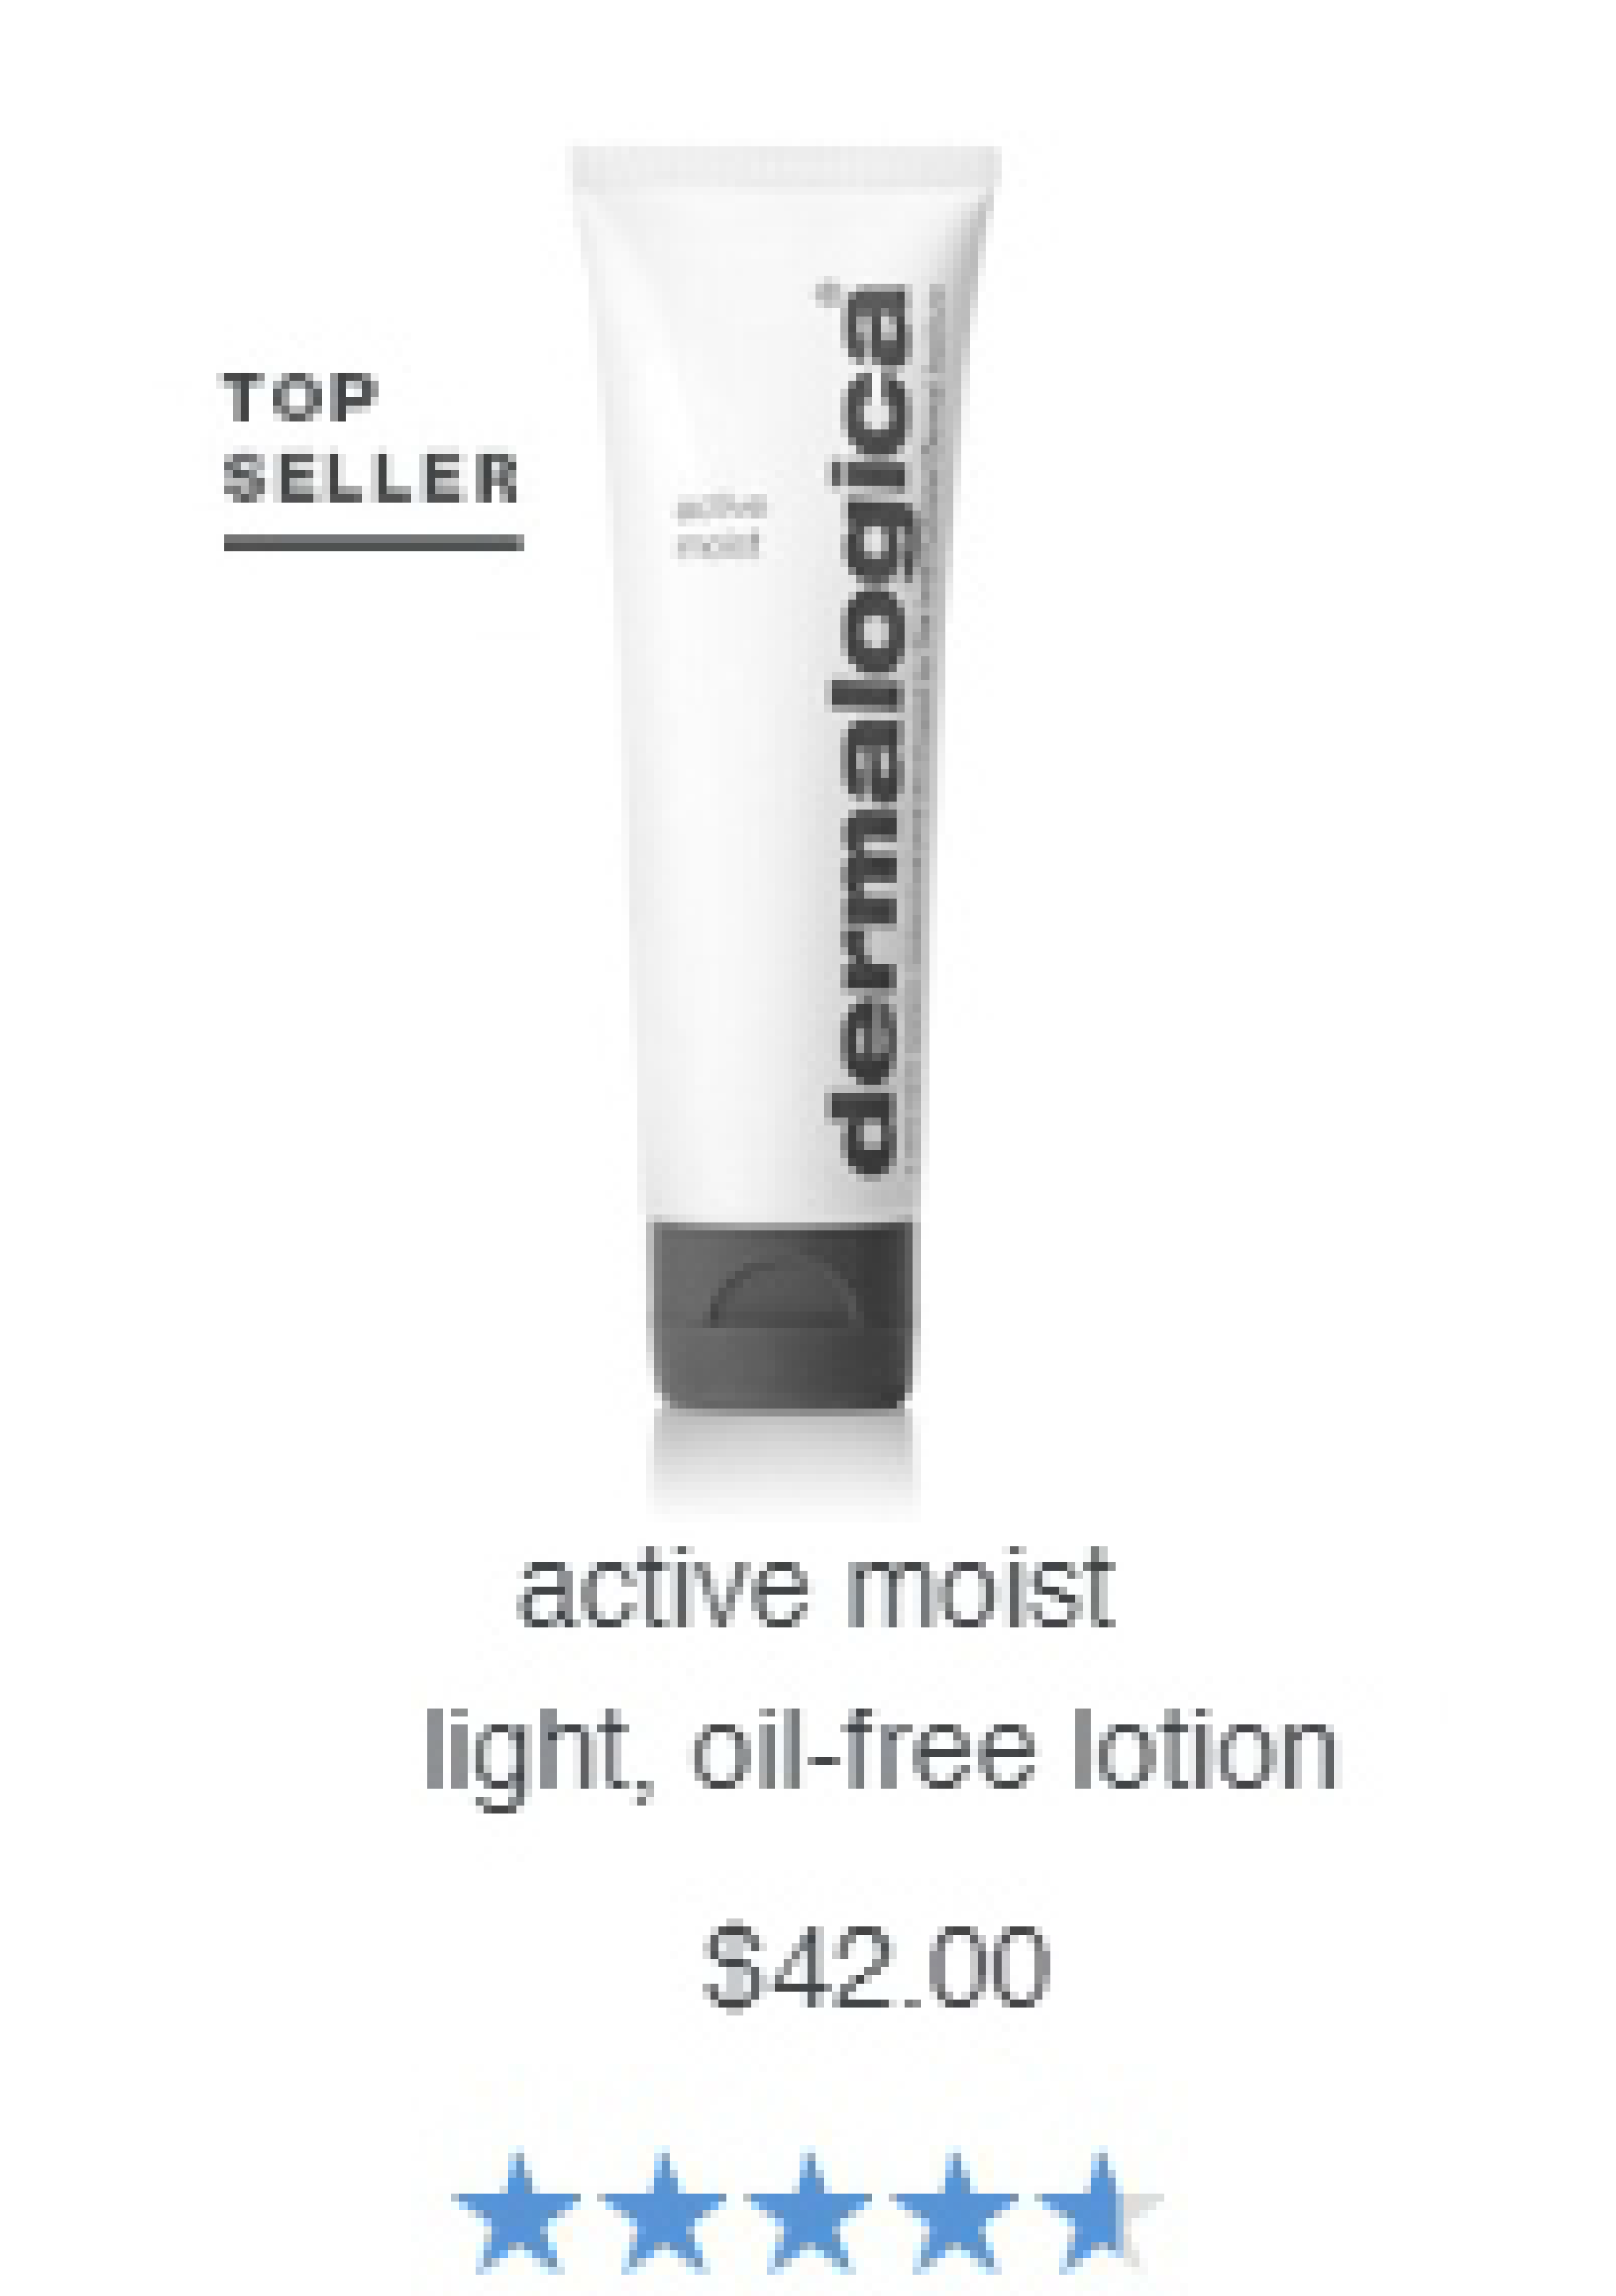 TOP
SELLER
active
moist
dermalogica
active moist
light, oil-free lotion
$42.00